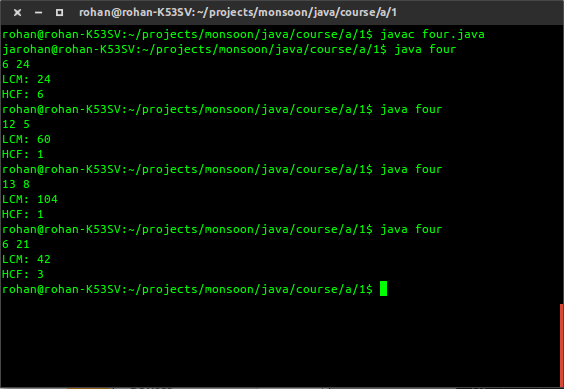 rohan@rohan-K53SV: ~/projects/monsoon/java/course/a/1
rohan@rohan-K53SV:~/projects/monsoon/java/course/a/1$ javac four.java
jarohan@rohan-K53SV:~/projects/monsoon/java/course/a/1$ java four
6 24
LCM: 24
HCF: 6
rohan@rohan-K53SV:~/projects/monsoon/java/course/a/1$ java four
12 5
LCM: 60
HCF: 1
rohan@rohan-K53SV:~/projects/monsoon/java/course/a/1$ java four
13 8
LCM: 104
HCF: 1
rohan@rohan-K53SV:~/projects/monsoon/java/course/a/1$ java four
6 21
LCM: 42
HCF: 3
rohan@rohan-K53SV:~/projects/monsoon/java/course/a/1$